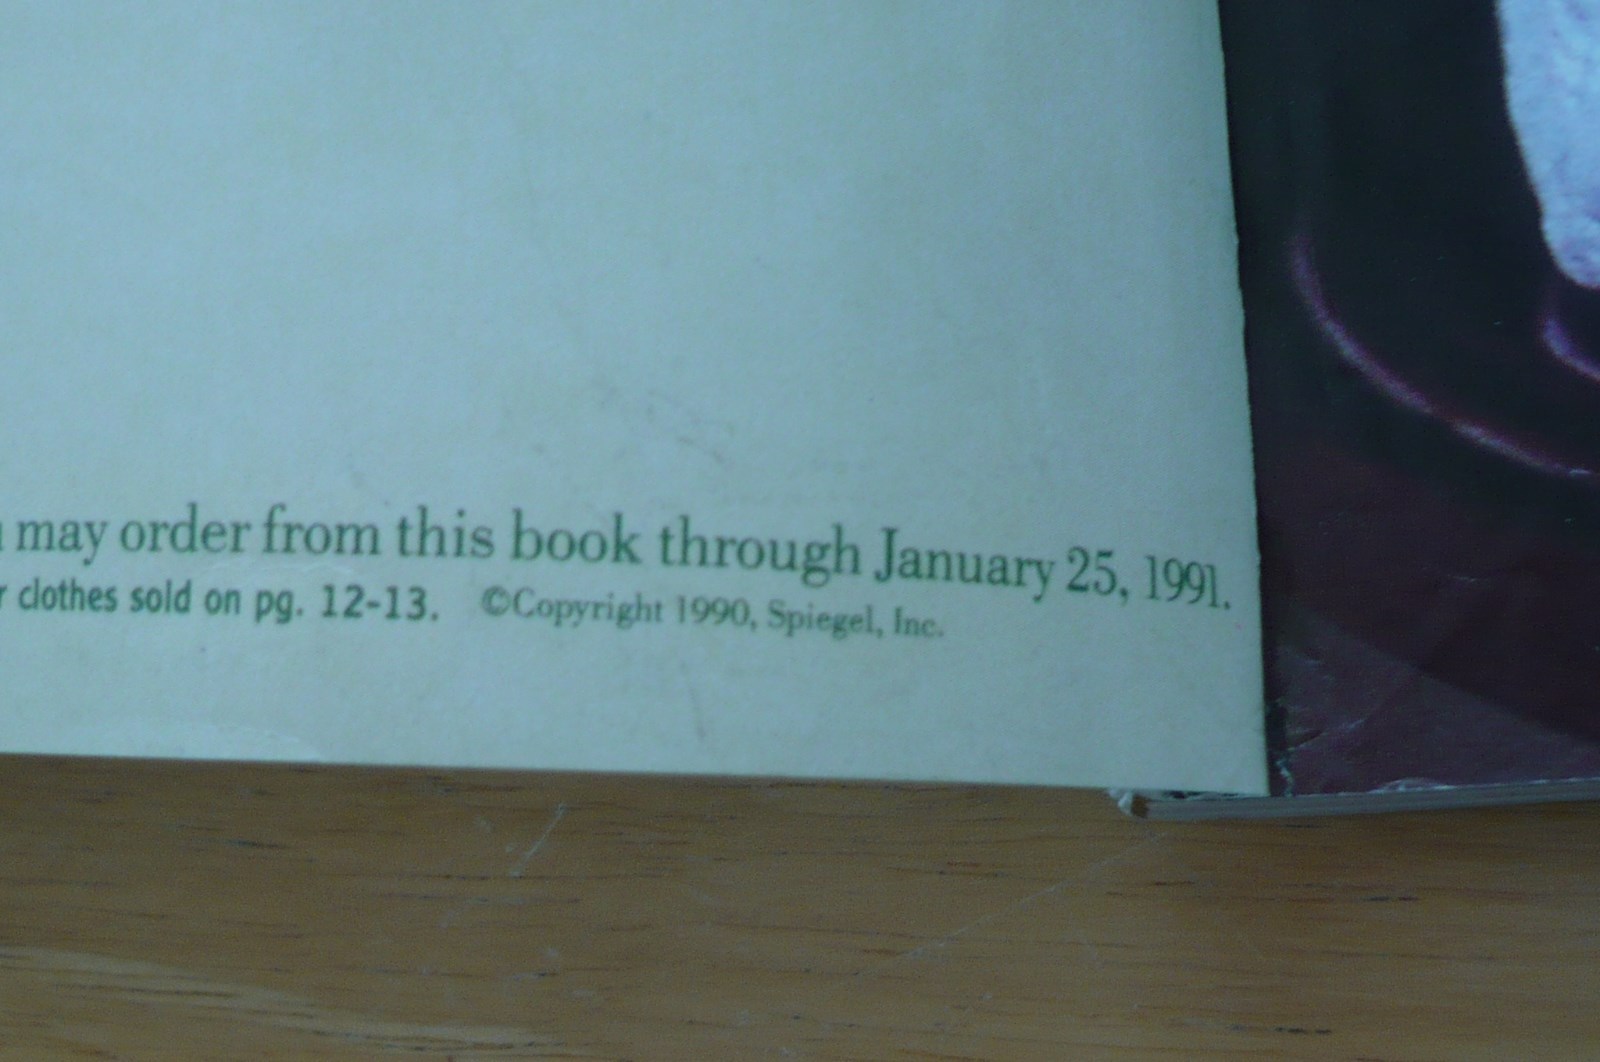 may order from this book through January 25, 1991.
clothes sold on pg. 12-13. ©Copyright 1990, Spiegel, Inc.